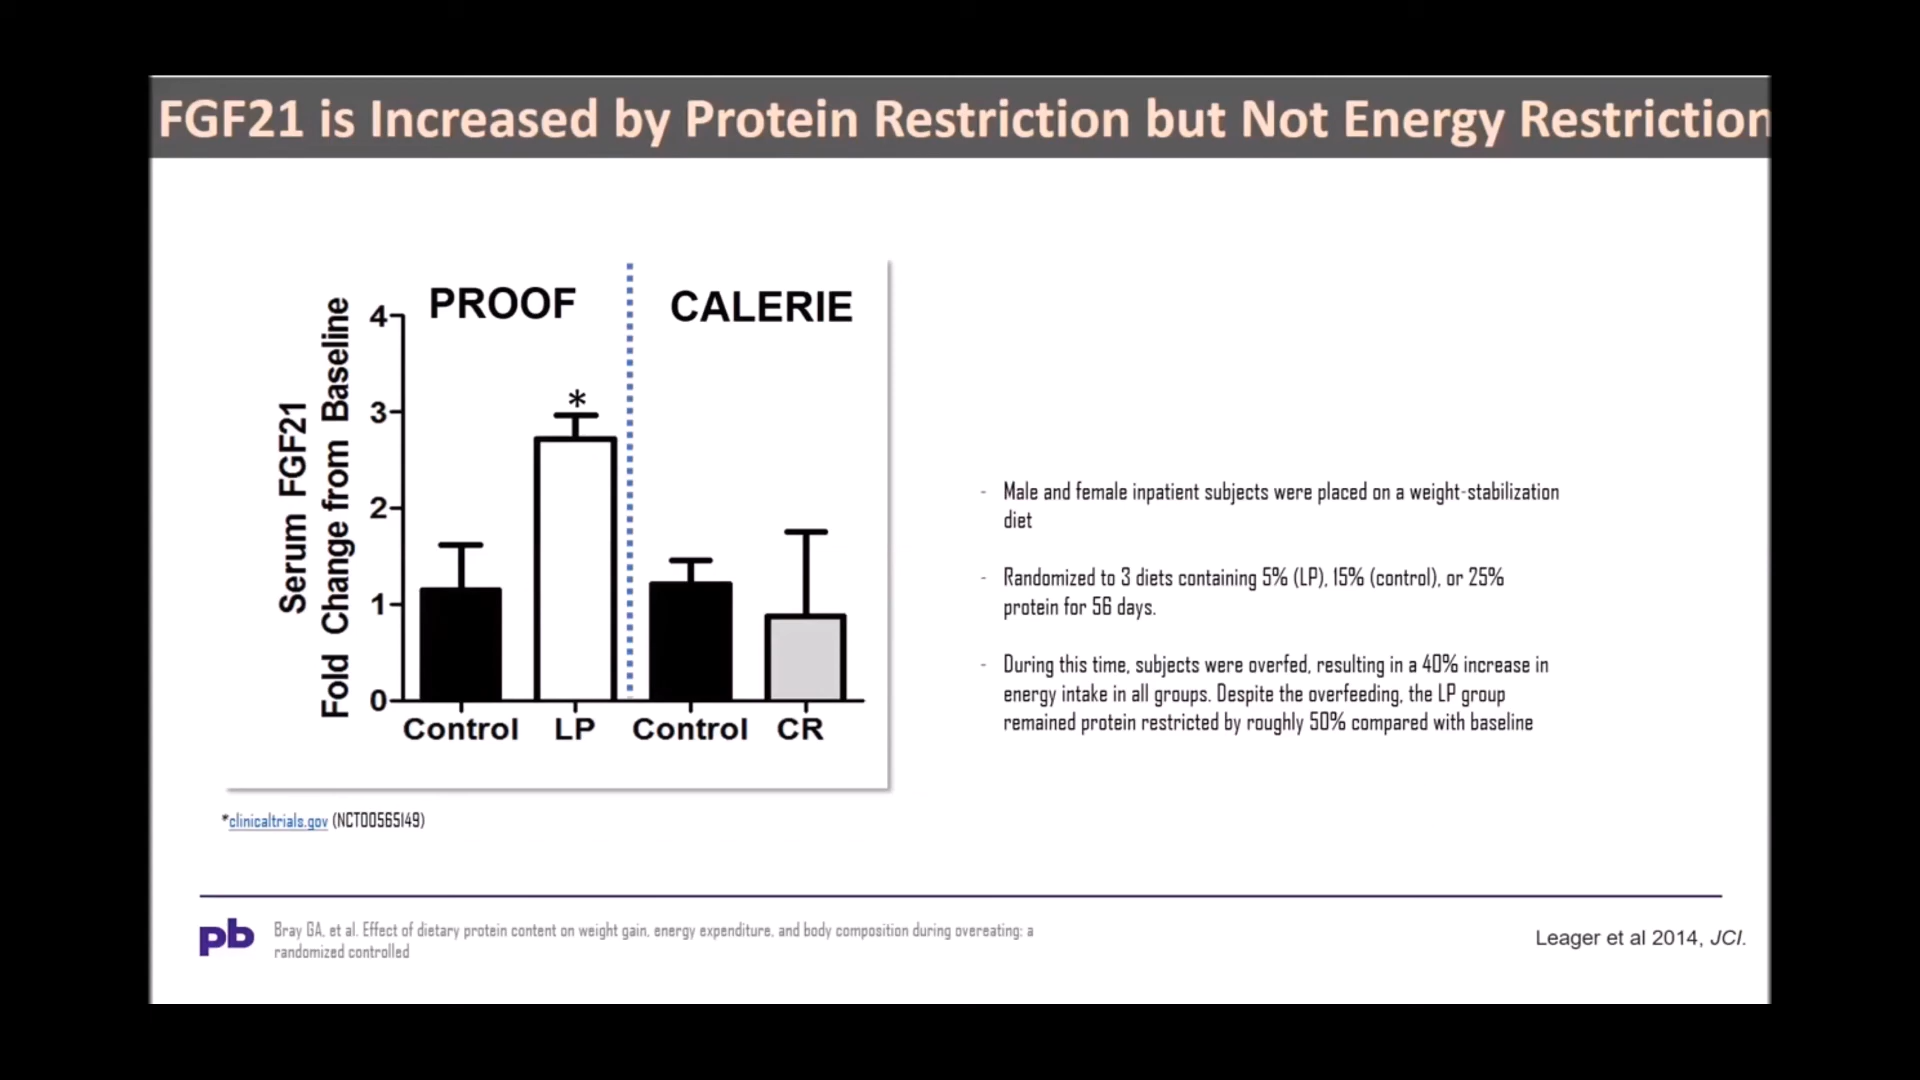 FGF21 is Increased by Protein Restriction but Not Energy Restriction
PROOF
CALERIE
Serum FGF21
Fold Change from Baseline
4
3
2
1
0
*
Control
LP
Control
CR
*clinicaltrials.gov (NCT00565149)
- Male and female inpatient subjects were placed on a weight-stabilization
diet
- Randomized to 3 diets containing 5% (LP), 15% (control), or 25%
protein for 56 days.
- During this time, subjects were overfed, resulting in a 40% increase in
energy intake in all groups. Despite the overfeeding, the LP group
remained protein restricted by roughly 50% compared with baseline
pb
Bray GA, et al. Effect of dietary protein content on weight gain, energy expenditure, and body composition during overeating: a
randomized controlled
Leager et al 2014, JCI.